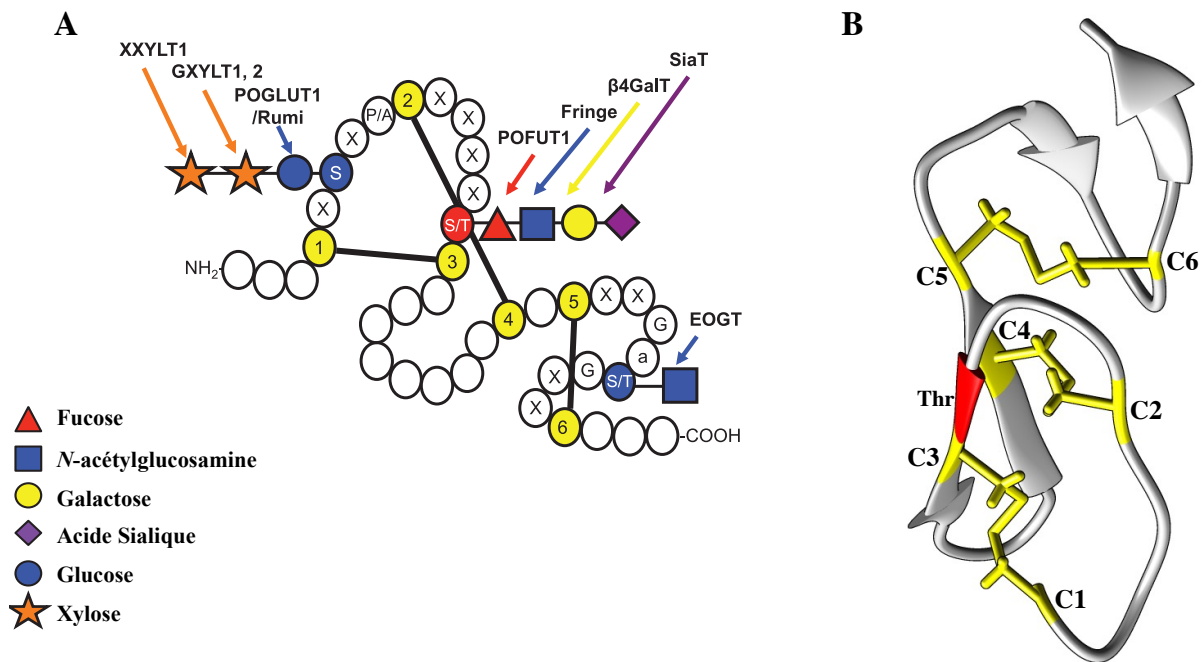 A
B
XXYLT1
GXYLT1, 2
POGLUT1
/Rumi
SiaT
β4GalT
Fringe
POFUT1
P/A
2
X
X
X
X
X
S
X
S/T
1
3
NH2-
4
5
X
X
G
a
S/T
G
X
X
6
-COOH
EOGT
Fucose
N-acétylglucosamine
Galactose
Acide Sialique
Glucose
Xylose
C5
C6
C4
Thr
C2
C3
C1